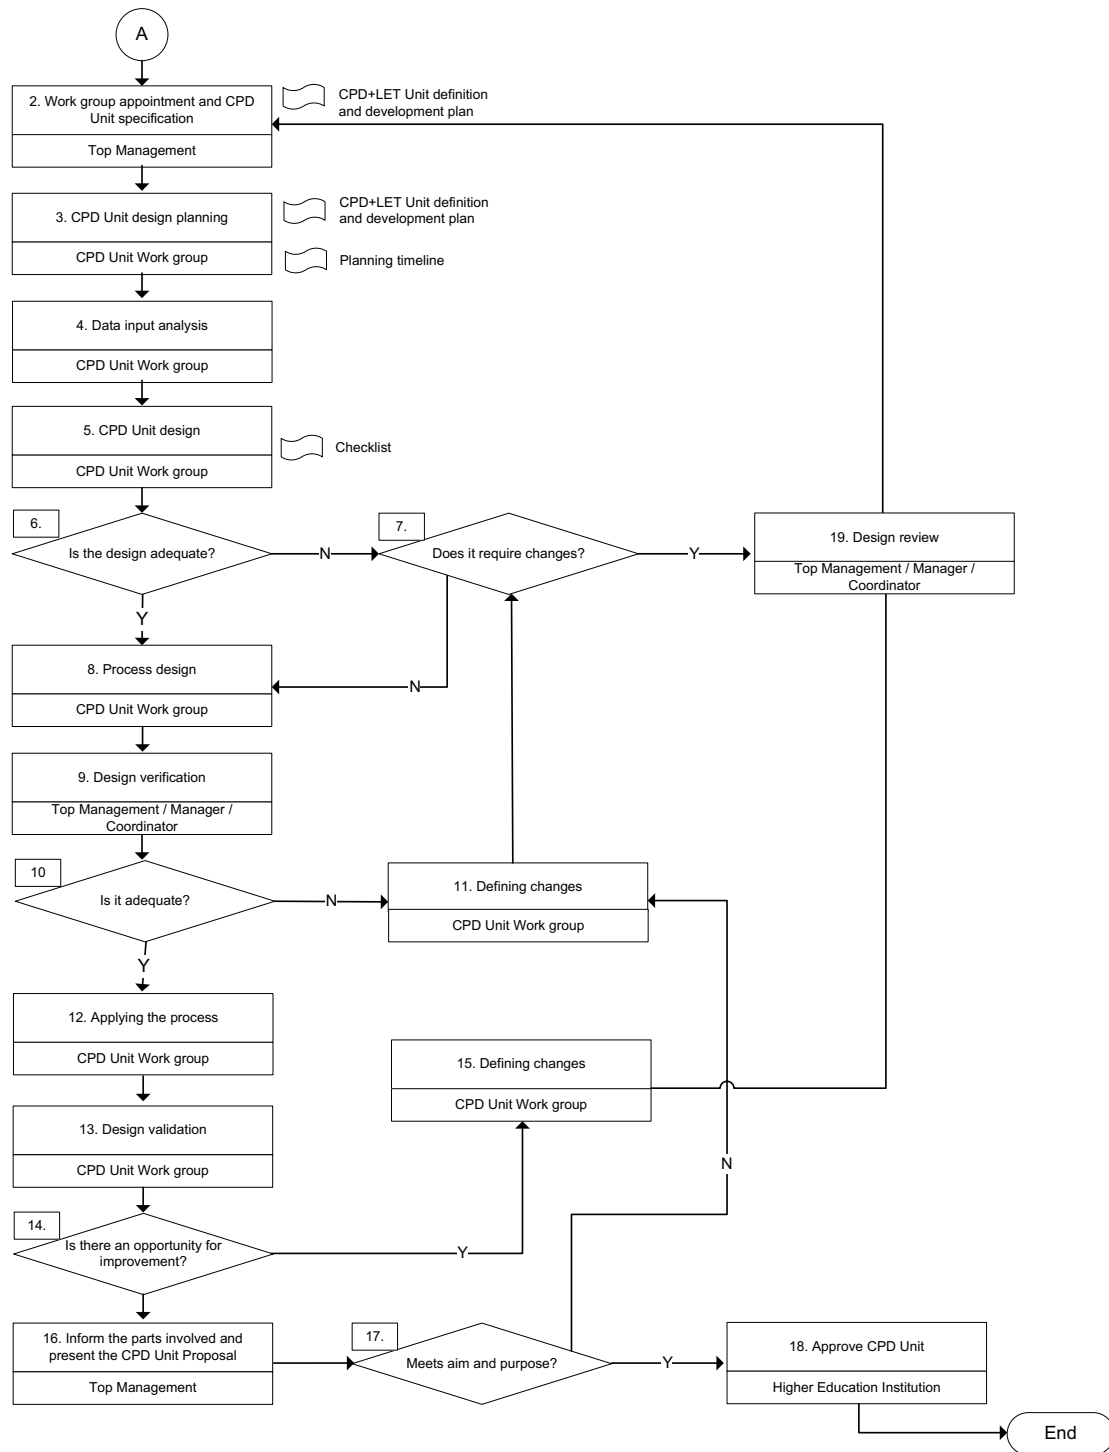 A
2. Work group appointment and CPD
Unit specification
Top Management
CPD+LET Unit definition
and development plan
3. CPD Unit design planning
CPD Unit Work group
CPD+LET Unit definition
and development plan
Planning timeline
4. Data input analysis
CPD Unit Work group
5. CPD Unit design
CPD Unit Work group
Checklist
6.
Is the design adequate?
N
7.
Does it require changes?
Y
19. Design review
Top Management / Manager /
Coordinator
Y
8. Process design
CPD Unit Work group
N
9. Design verification
Top Management / Manager /
Coordinator
10
Is it adequate?
N
11. Defining changes
CPD Unit Work group
Y
12. Applying the process
CPD Unit Work group
15. Defining changes
CPD Unit Work group
13. Design validation
CPD Unit Work group
N
14.
Is there an opportunity for
improvement?
Y
16. Inform the parts involved and
present the CPD Unit Proposal
Top Management
17.
Meets aim and purpose?
Y
18. Approve CPD Unit
Higher Education Institution
End